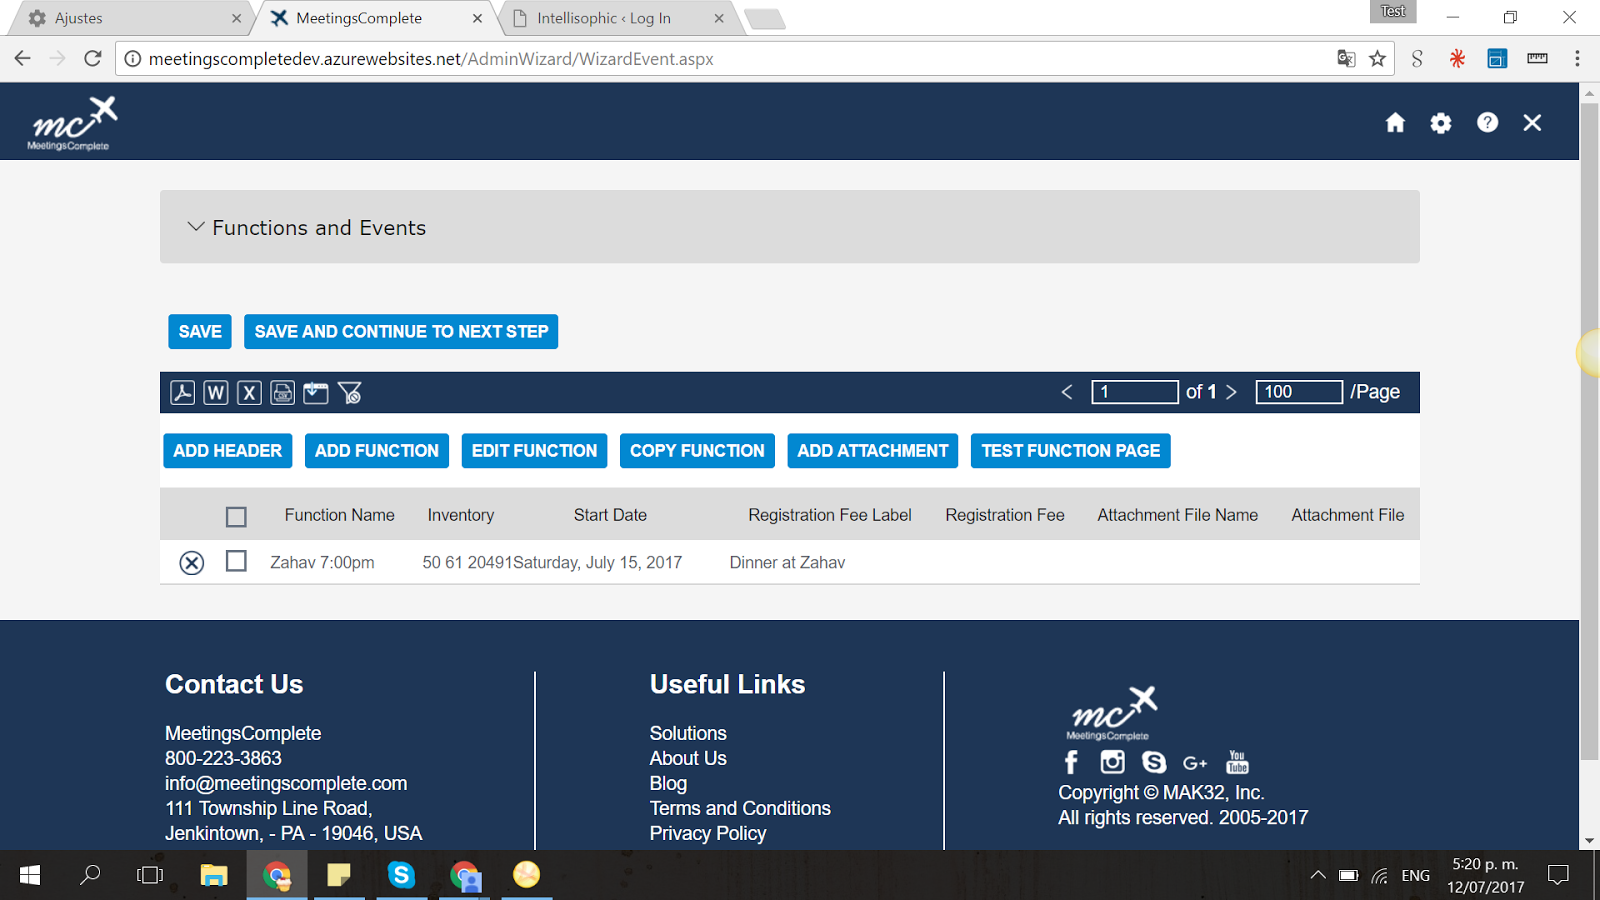 Ajustes
MeetingsComplete
Intellisophic ‹ Log In
Test
meetingscompletedev.azurewebsites.net/AdminWizard/WizardEvent.aspx
mc
MeetingsComplete
Functions and Events
SAVE
SAVE AND CONTINUE TO NEXT STEP
1 of 1
100 /Page
ADD HEADER
ADD FUNCTION
EDIT FUNCTION
COPY FUNCTION
ADD ATTACHMENT
TEST FUNCTION PAGE
Function Name Inventory Start Date Registration Fee Label Registration Fee Attachment File Name Attachment File
Zahav 7:00pm 50 61 20491Saturday, July 15, 2017 Dinner at Zahav
Contact Us
MeetingsComplete
800-223-3863
info@meetingscomplete.com
111 Township Line Road,
Jenkintown, - PA - 19046, USA
Useful Links
Solutions
About Us
Blog
Terms and Conditions
Privacy Policy
mc
MeetingsComplete
G+
You
Tube
Copyright © MAK32, Inc.
All rights reserved. 2005-2017
ENG
5:20 p. m.
12/07/2017